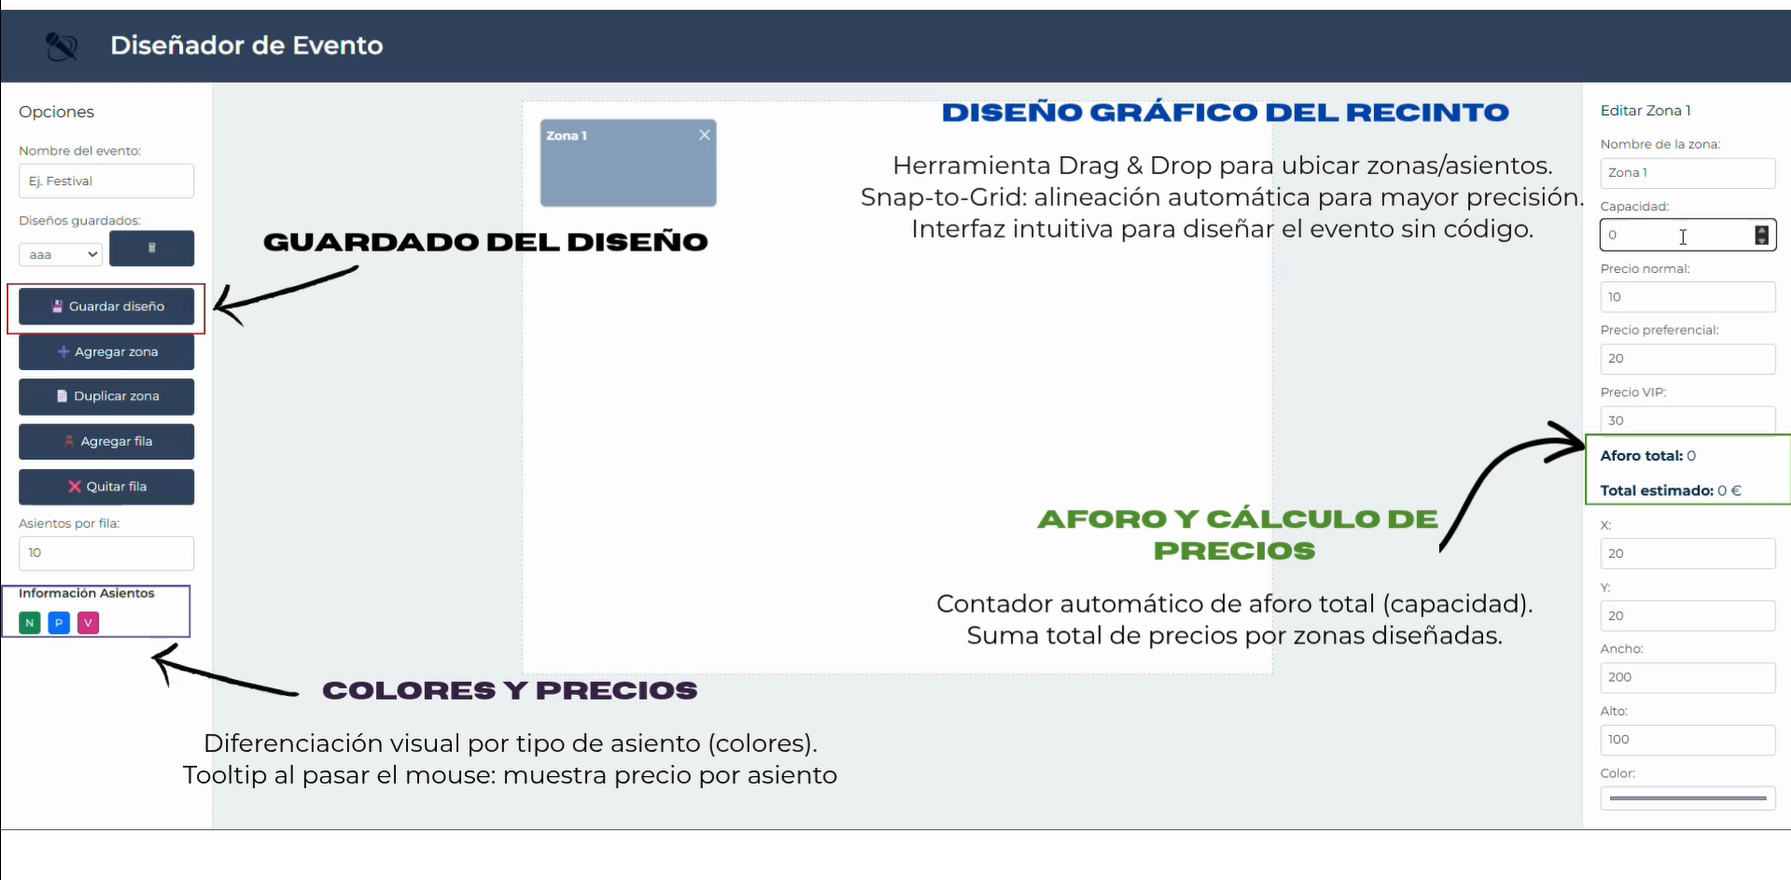 Diseñador de Evento
Opciones
Nombre del evento:
Ej. Festival
Diseños guardados:
aaa
Guardar diseño
Agregar zona
Duplicar zona
Agregar fila
Quitar fila
Asientos por fila:
10
Información Asientos
N P V
Zona 1
GUARDADO DEL DISEÑO
DISEÑO GRÁFICO DEL RECINTO
Herramienta Drag & Drop para ubicar zonas/asientos.
Snap-to-Grid: alineación automática para mayor precisión.
Interfaz intuitiva para diseñar el evento sin código.
AFORO Y CÁLCULO DE
PRECIOS
Contador automático de aforo total (capacidad).
Suma total de precios por zonas diseñadas.
COLORES Y PRECIOS
Diferenciación visual por tipo de asiento (colores).
Tooltip al pasar el mouse: muestra precio por asiento
Editar Zona 1
Nombre de la zona:
Zona 1
Capacidad:
0
Precio normal:
10
Precio preferencial:
20
Precio VIP:
30
Aforo total: 0
Total estimado: 0 €
X:
20
Y:
20
Ancho:
200
Alto:
100
Color: